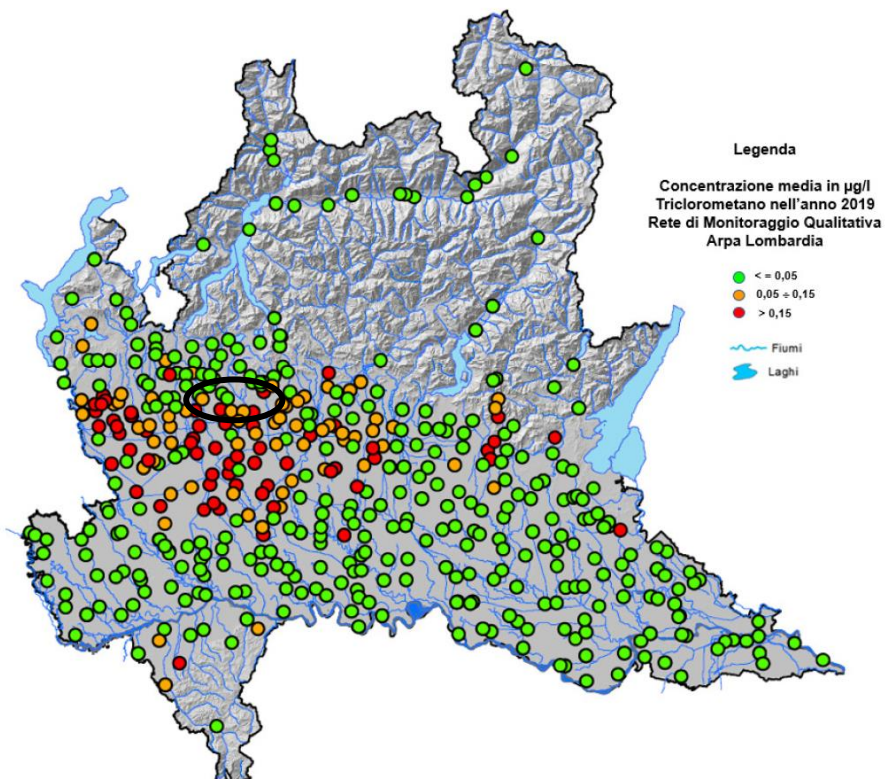 Legenda
Concentrazione media in µg/l
Triclorometano nell'anno 2019
Rete di Monitoraggio Qualitativa
Arpa Lombardia
< = 0,05
0,05 ÷ 0,15
> 0,15
Fiumi
Laghi